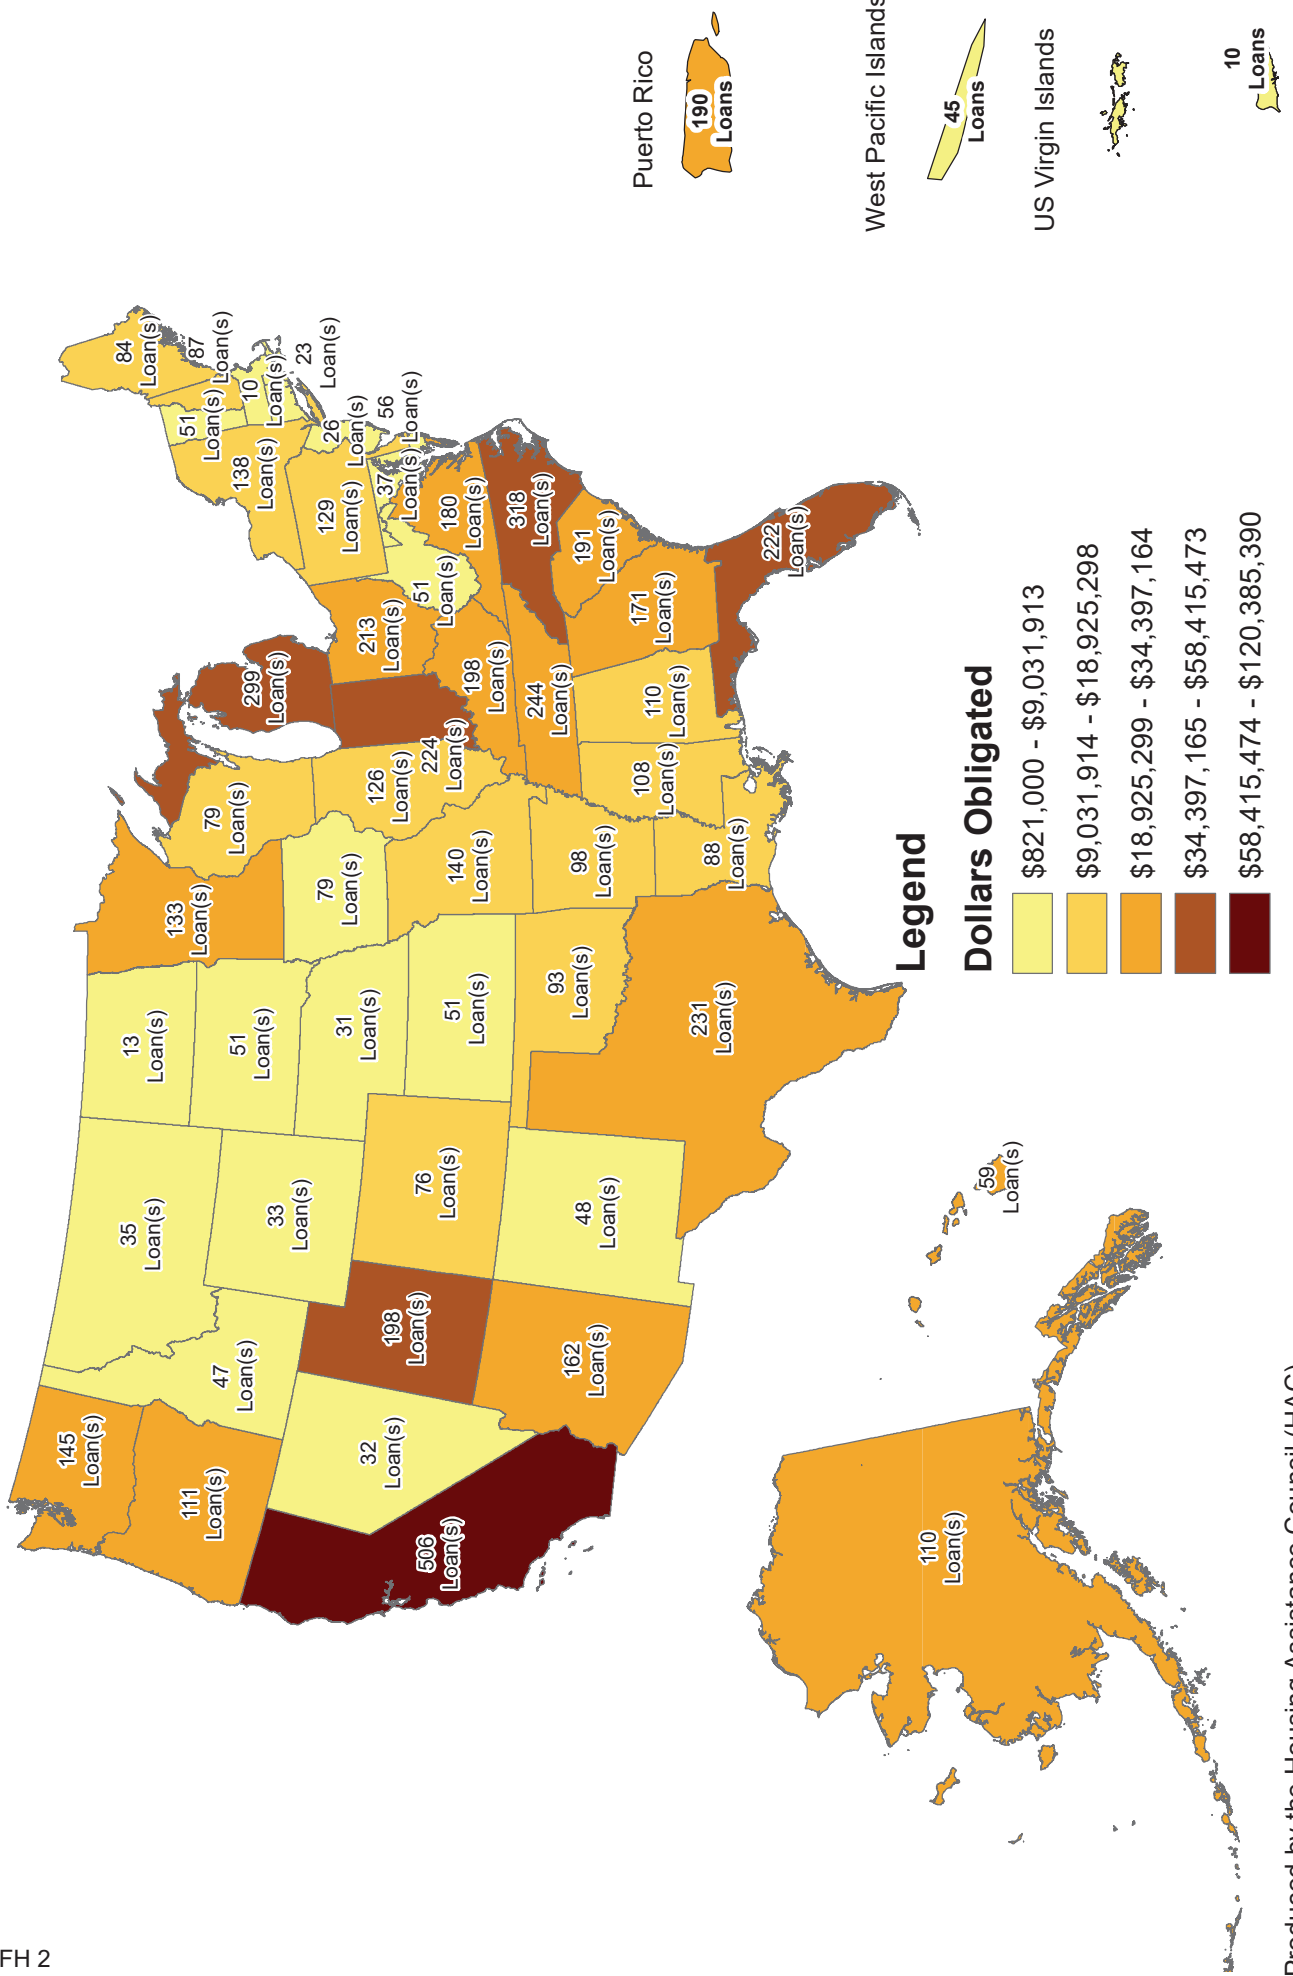 FH 2
145
Loan(s)
111
Loan(s)
506
Loan(s)
32
Loan(s)
47
Loan(s)
35
Loan(s)
33
Loan(s)
198
Loan(s)
162
Loan(s)
76
Loan(s)
48
Loan(s)
13
Loan(s)
51
Loan(s)
31
Loan(s)
51
Loan(s)
93
Loan(s)
231
Loan(s)
133
Loan(s)
79
Loan(s)
140
Loan(s)
98
Loan(s)
88
Loan(s)
79
Loan(s)
126
Loan(s)
224
Loan(s)
299
Loan(s)
213
Loan(s)
198
Loan(s)
244
Loan(s)
108
Loan(s)
110
Loan(s)
171
Loan(s)
222
Loan(s)
191
Loan(s)
318
Loan(s)
180
Loan(s)
51
Loan(s)
37
Loan(s)
56
Loan(s)
129
Loan(s)
26
Loan(s)
138
Loan(s)
51
Loan(s)
87
Loan(s)
84
Loan(s)
10
Loan(s)
23
Loan(s)
110
Loan(s)
59
Loan(s)
Legend
Dollars Obligated
$821,000 - $9,031,913
$9,031,914 - $18,925,298
$18,925,299 - $34,397,164
$34,397,165 - $58,415,473
$58,415,474 - $120,385,390
Puerto Rico
190
Loans
West Pacific Islands
45
Loans
US Virgin Islands
10
Loans
Produced by the Housing Assistance Council (HAC)